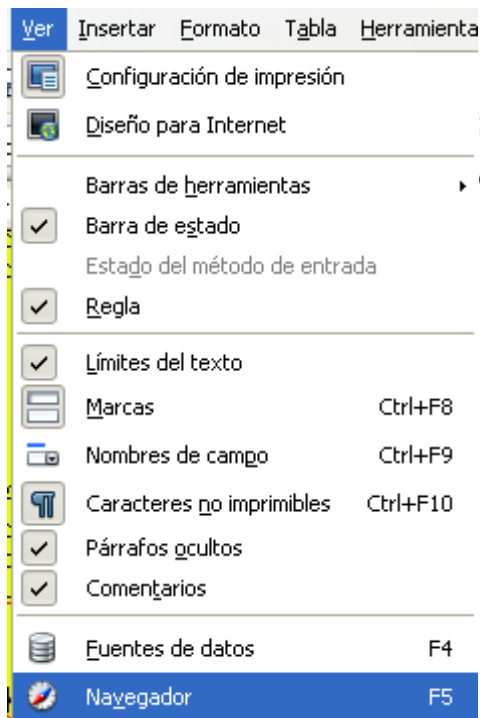 Ver Insertar Formato Tabla Herramienta
Configuración de impresión
Diseño para Internet
Barras de herramientas
Barra de estado
Estado del método de entrada
Regla
Límites del texto
Marcas Ctrl+F8
Nombres de campo Ctrl+F9
Caracteres no imprimibles Ctrl+F10
Párrafos ocultos
Comentarios
Fuentes de datos F4
Navegador F5